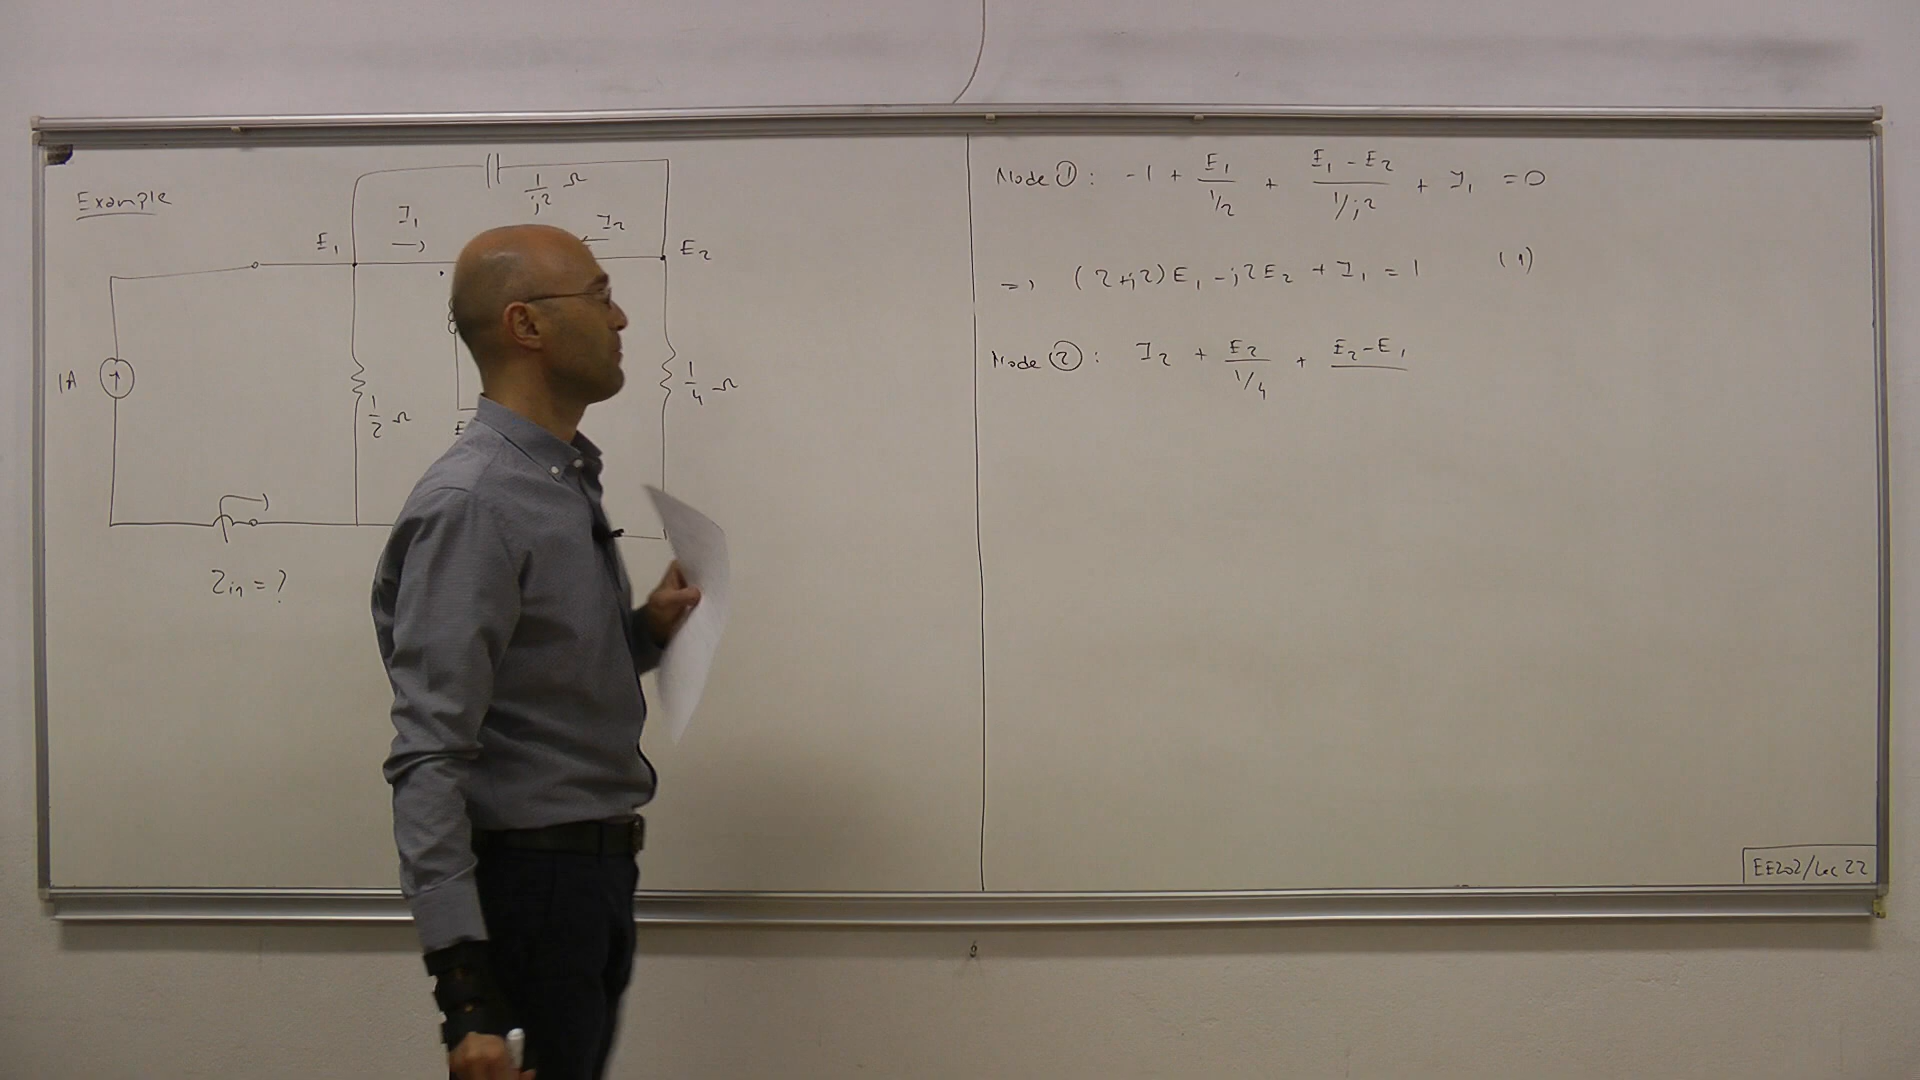 Example
1/j2 Ω
I1
I2
E1
E2
1A
1/2 Ω
E
1/4 Ω
Zin = ?
Node ①: -1 + E1/(1/2) + (E1 - E2)/(1/j2) + I1 = 0
=> (2+j2)E1 - j2E2 + I1 = 1 (1)
Node ②: I2 + E2/(1/4) + E2-E1
EE202/Lec 22